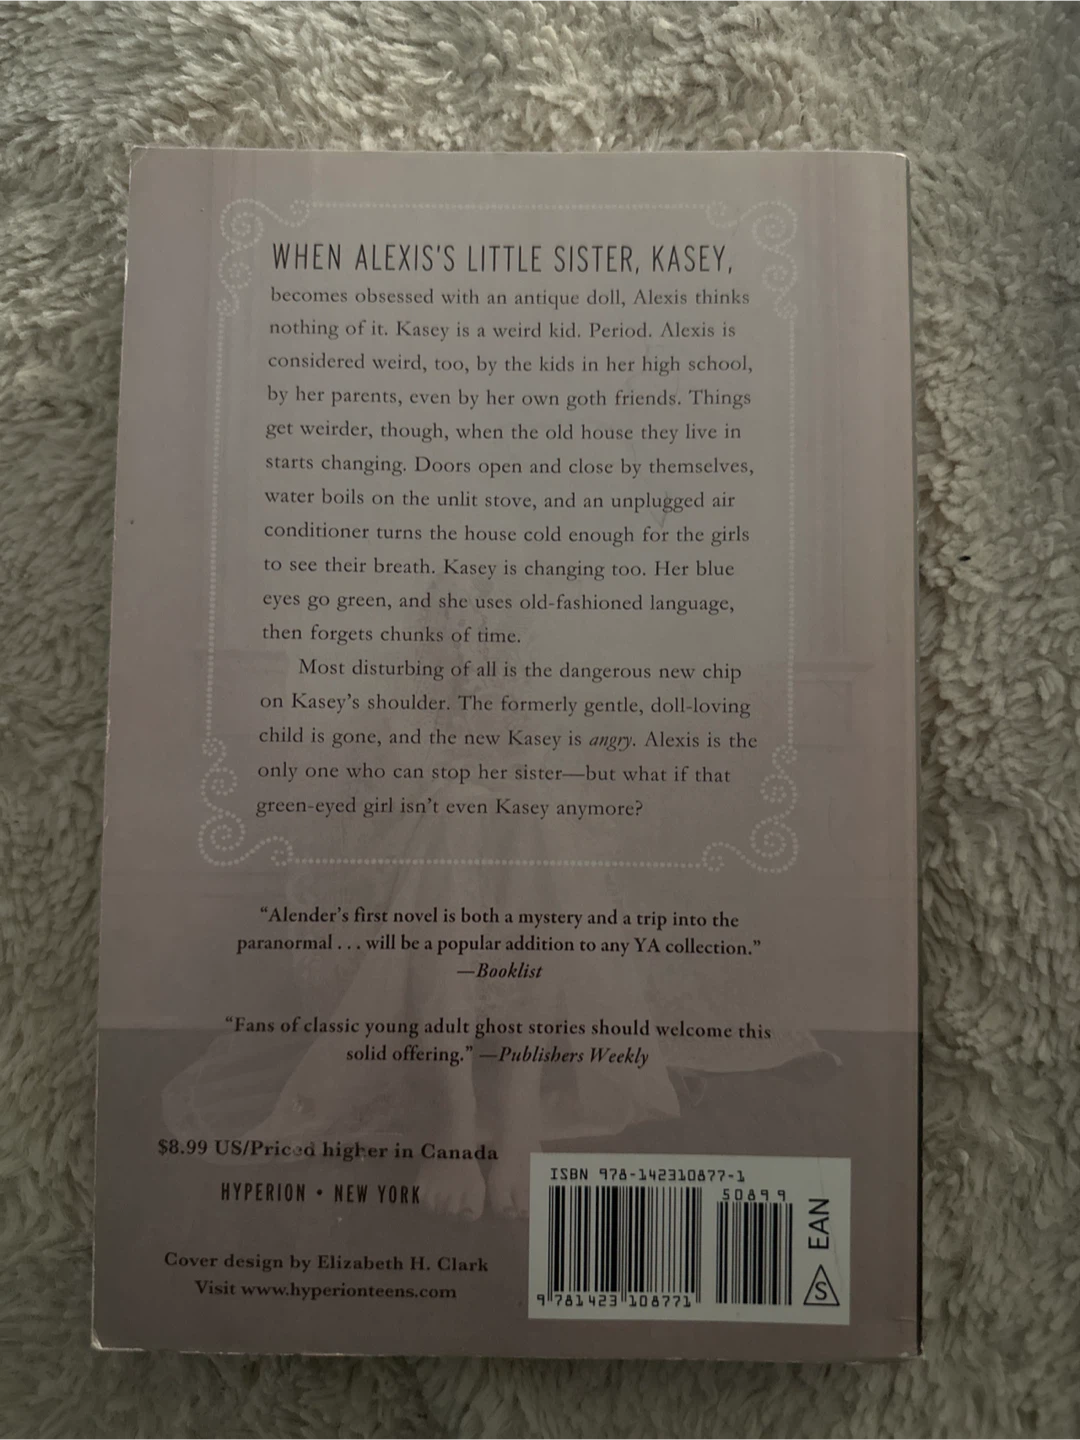 WHEN ALEXIS'S LITTLE SISTER, KASEY,
becomes obsessed with an antique doll, Alexis thinks
nothing of it. Kasey is a weird kid. Period. Alexis is
considered weird, too, by the kids in her high school,
by her parents, even by her own goth friends. Things
get weirder, though, when the old house they live in
starts changing. Doors open and close by themselves,
water boils on the unlit stove, and an unplugged air
conditioner turns the house cold enough for the girls
to see their breath. Kasey is changing too. Her blue
eyes go green, and she uses old-fashioned language,
then forgets chunks of time.
Most disturbing of all is the dangerous new chip
on Kasey's shoulder. The formerly gentle, doll-loving
child is gone, and the new Kasey is angry. Alexis is the
only one who can stop her sister—but what if that
green-eyed girl isn't even Kasey anymore?
“Alender's first novel is both a mystery and a trip into the
paranormal . . . will be a popular addition to any YA collection.”
—Booklist
“Fans of classic young adult ghost stories should welcome this
solid offering.” —Publishers Weekly
$8.99 US/Priced higher in Canada
HYPERION • NEW YORK
Cover design by Elizabeth H. Clark
Visit www.hyperionteens.com
ISBN 978-142310877-1
50899
9 781423 108771
EAN
S